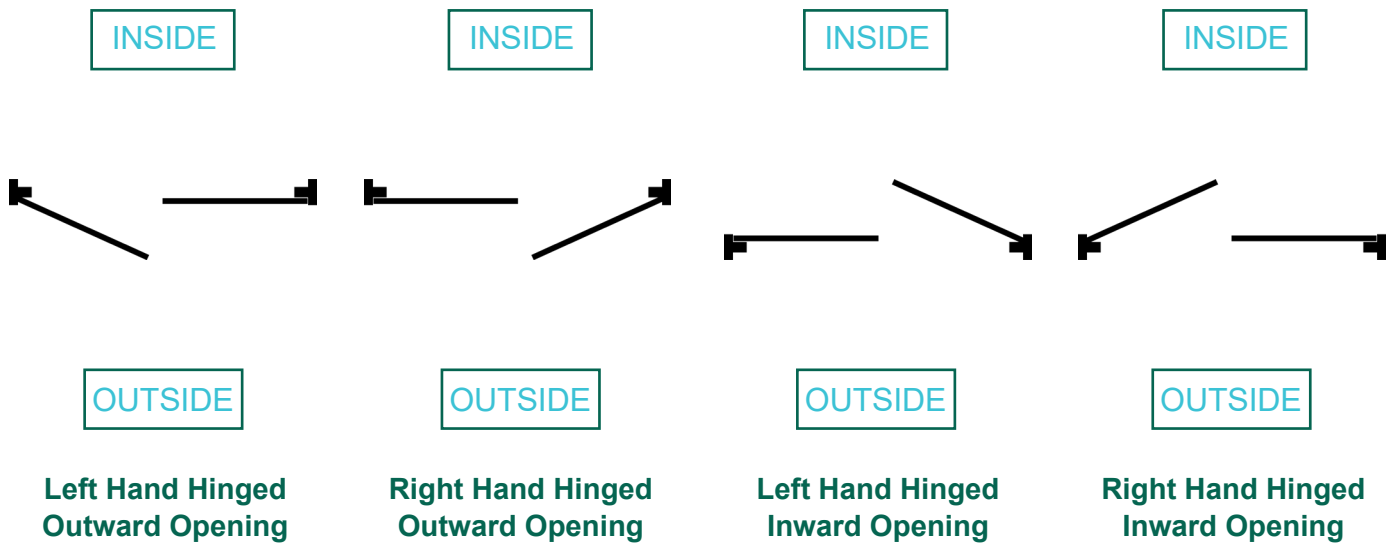 INSIDE
INSIDE
INSIDE
INSIDE
OUTSIDE
OUTSIDE
OUTSIDE
OUTSIDE
Left Hand Hinged
Outward Opening
Right Hand Hinged
Outward Opening
Left Hand Hinged
Inward Opening
Right Hand Hinged
Inward Opening